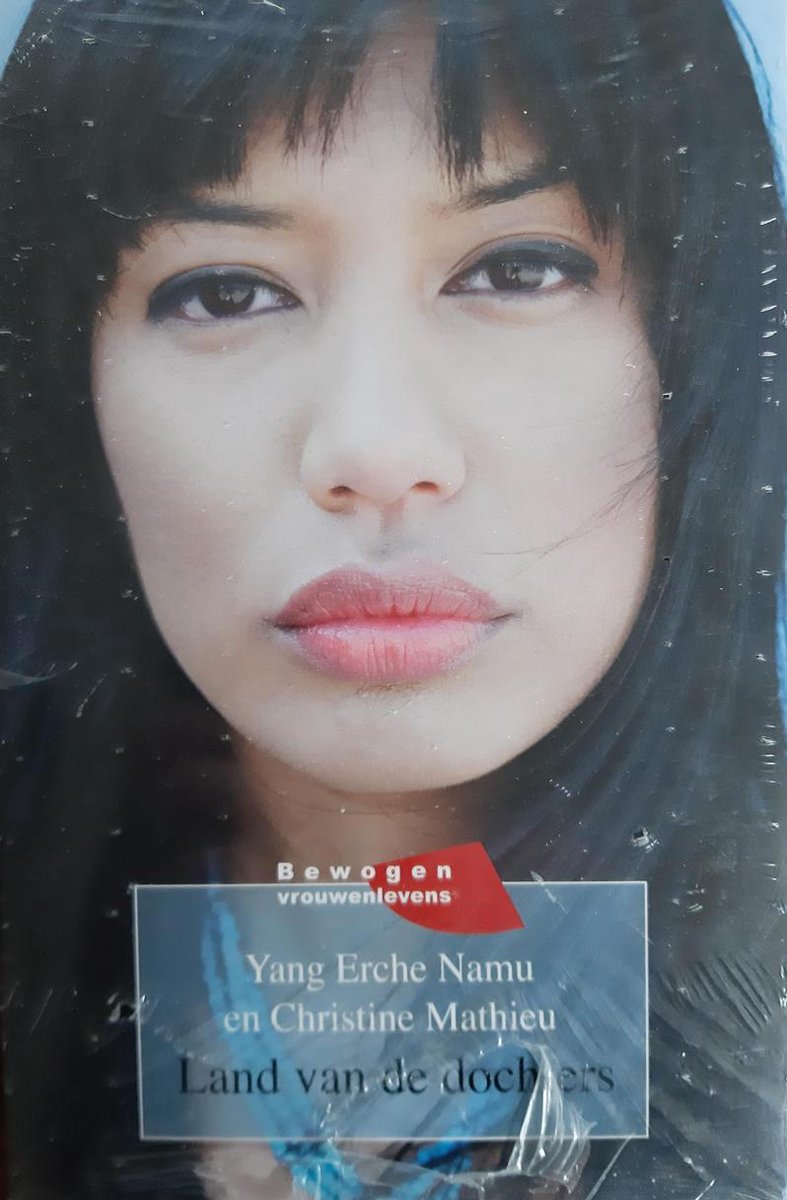 Bewogen
vrouwenlevens
Yang Erche Namu
en Christine Mathieu
Land van de dochters